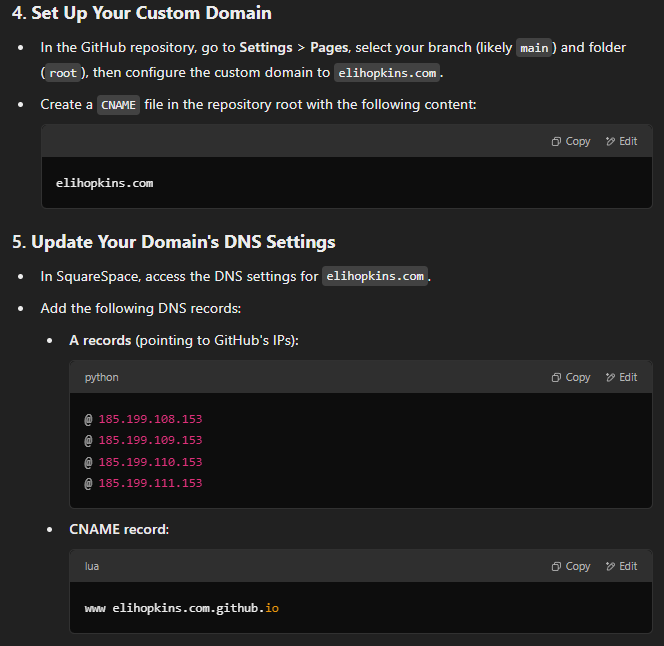 4. Set Up Your Custom Domain
• In the GitHub repository, go to Settings > Pages, select your branch (likely main) and folder
(root), then configure the custom domain to elihopkins.com.
• Create a CNAME file in the repository root with the following content:
Copy Edit
elihopkins.com
5. Update Your Domain's DNS Settings
• In SquareSpace, access the DNS settings for elihopkins.com.
• Add the following DNS records:
• A records (pointing to GitHub's IPs):
python Copy Edit
@ 185.199.108.153
@ 185.199.109.153
@ 185.199.110.153
@ 185.199.111.153
• CNAME record:
lua Copy Edit
www elihopkins.com.github.io